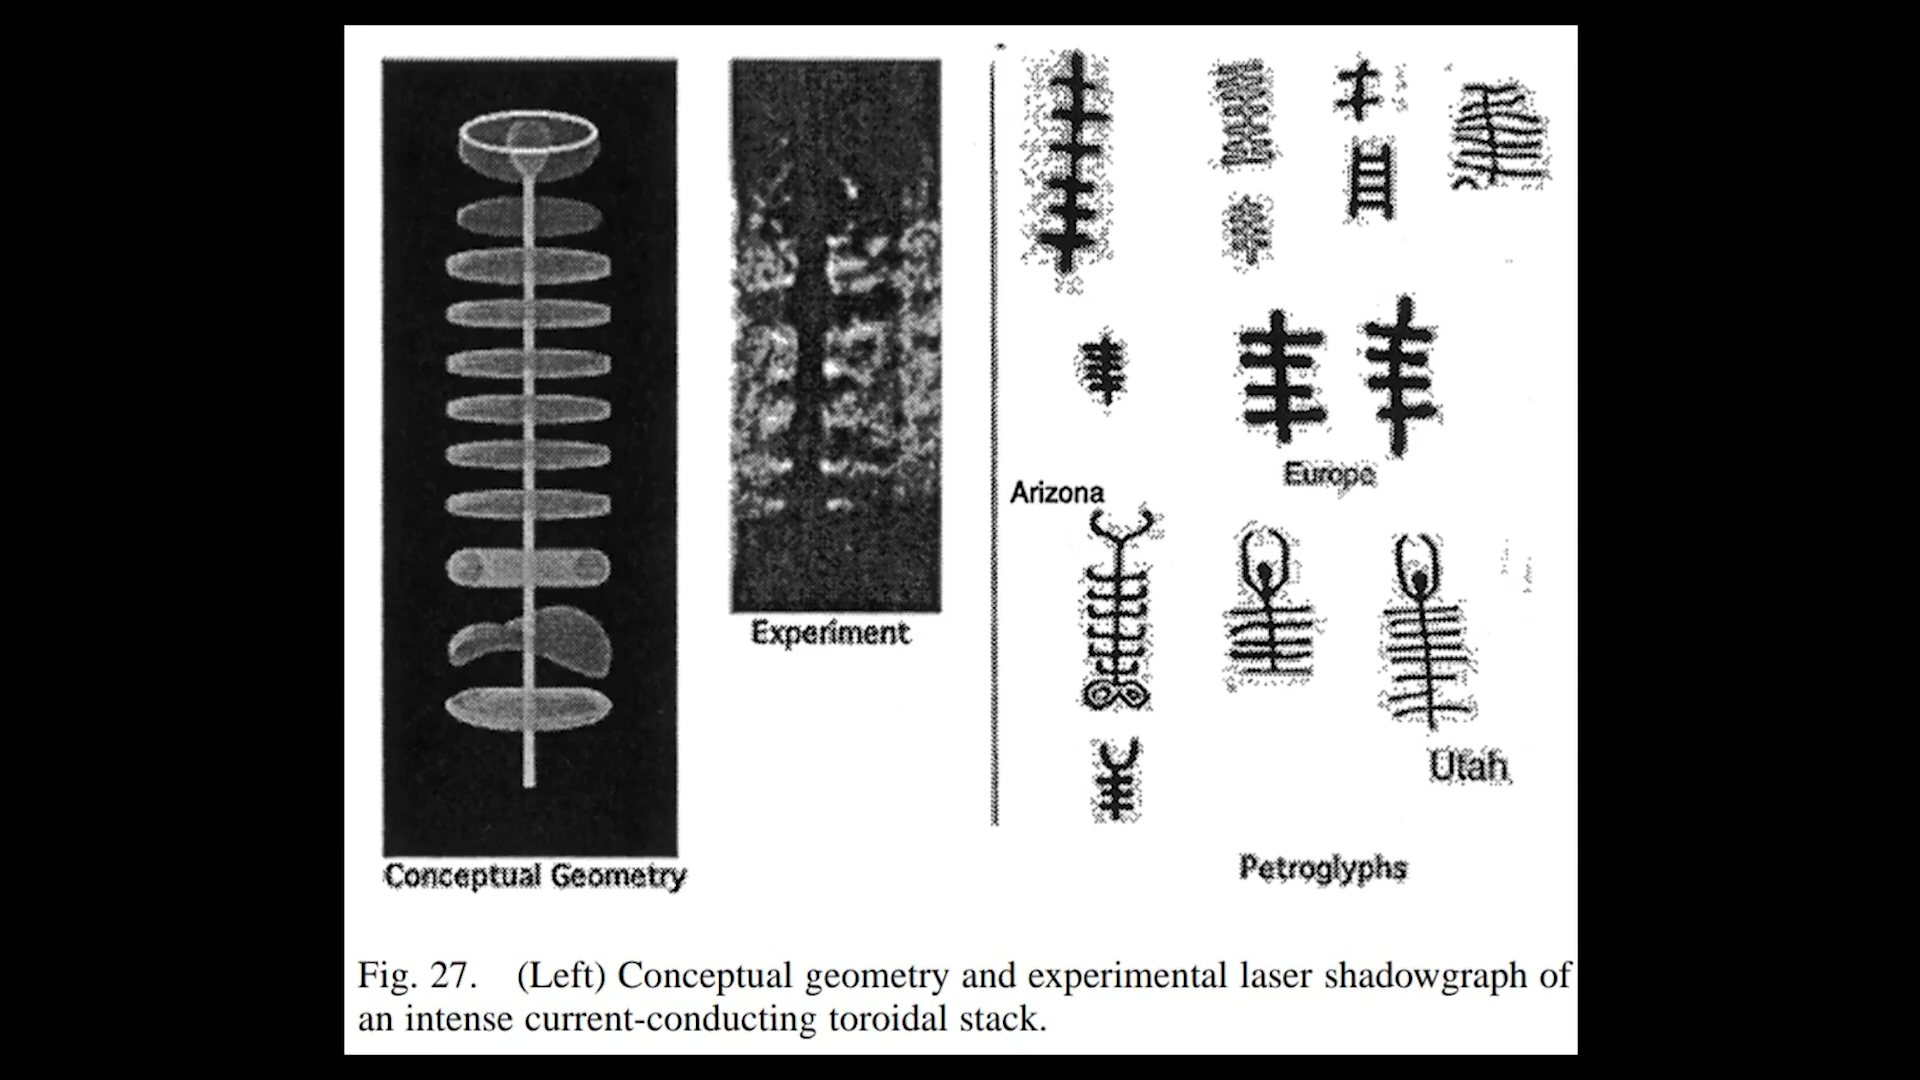 Experiment
Arizona
Europe
Utah
Conceptual Geometry
Petroglyphs
Fig. 27. (Left) Conceptual geometry and experimental laser shadowgraph of
an intense current-conducting toroidal stack.